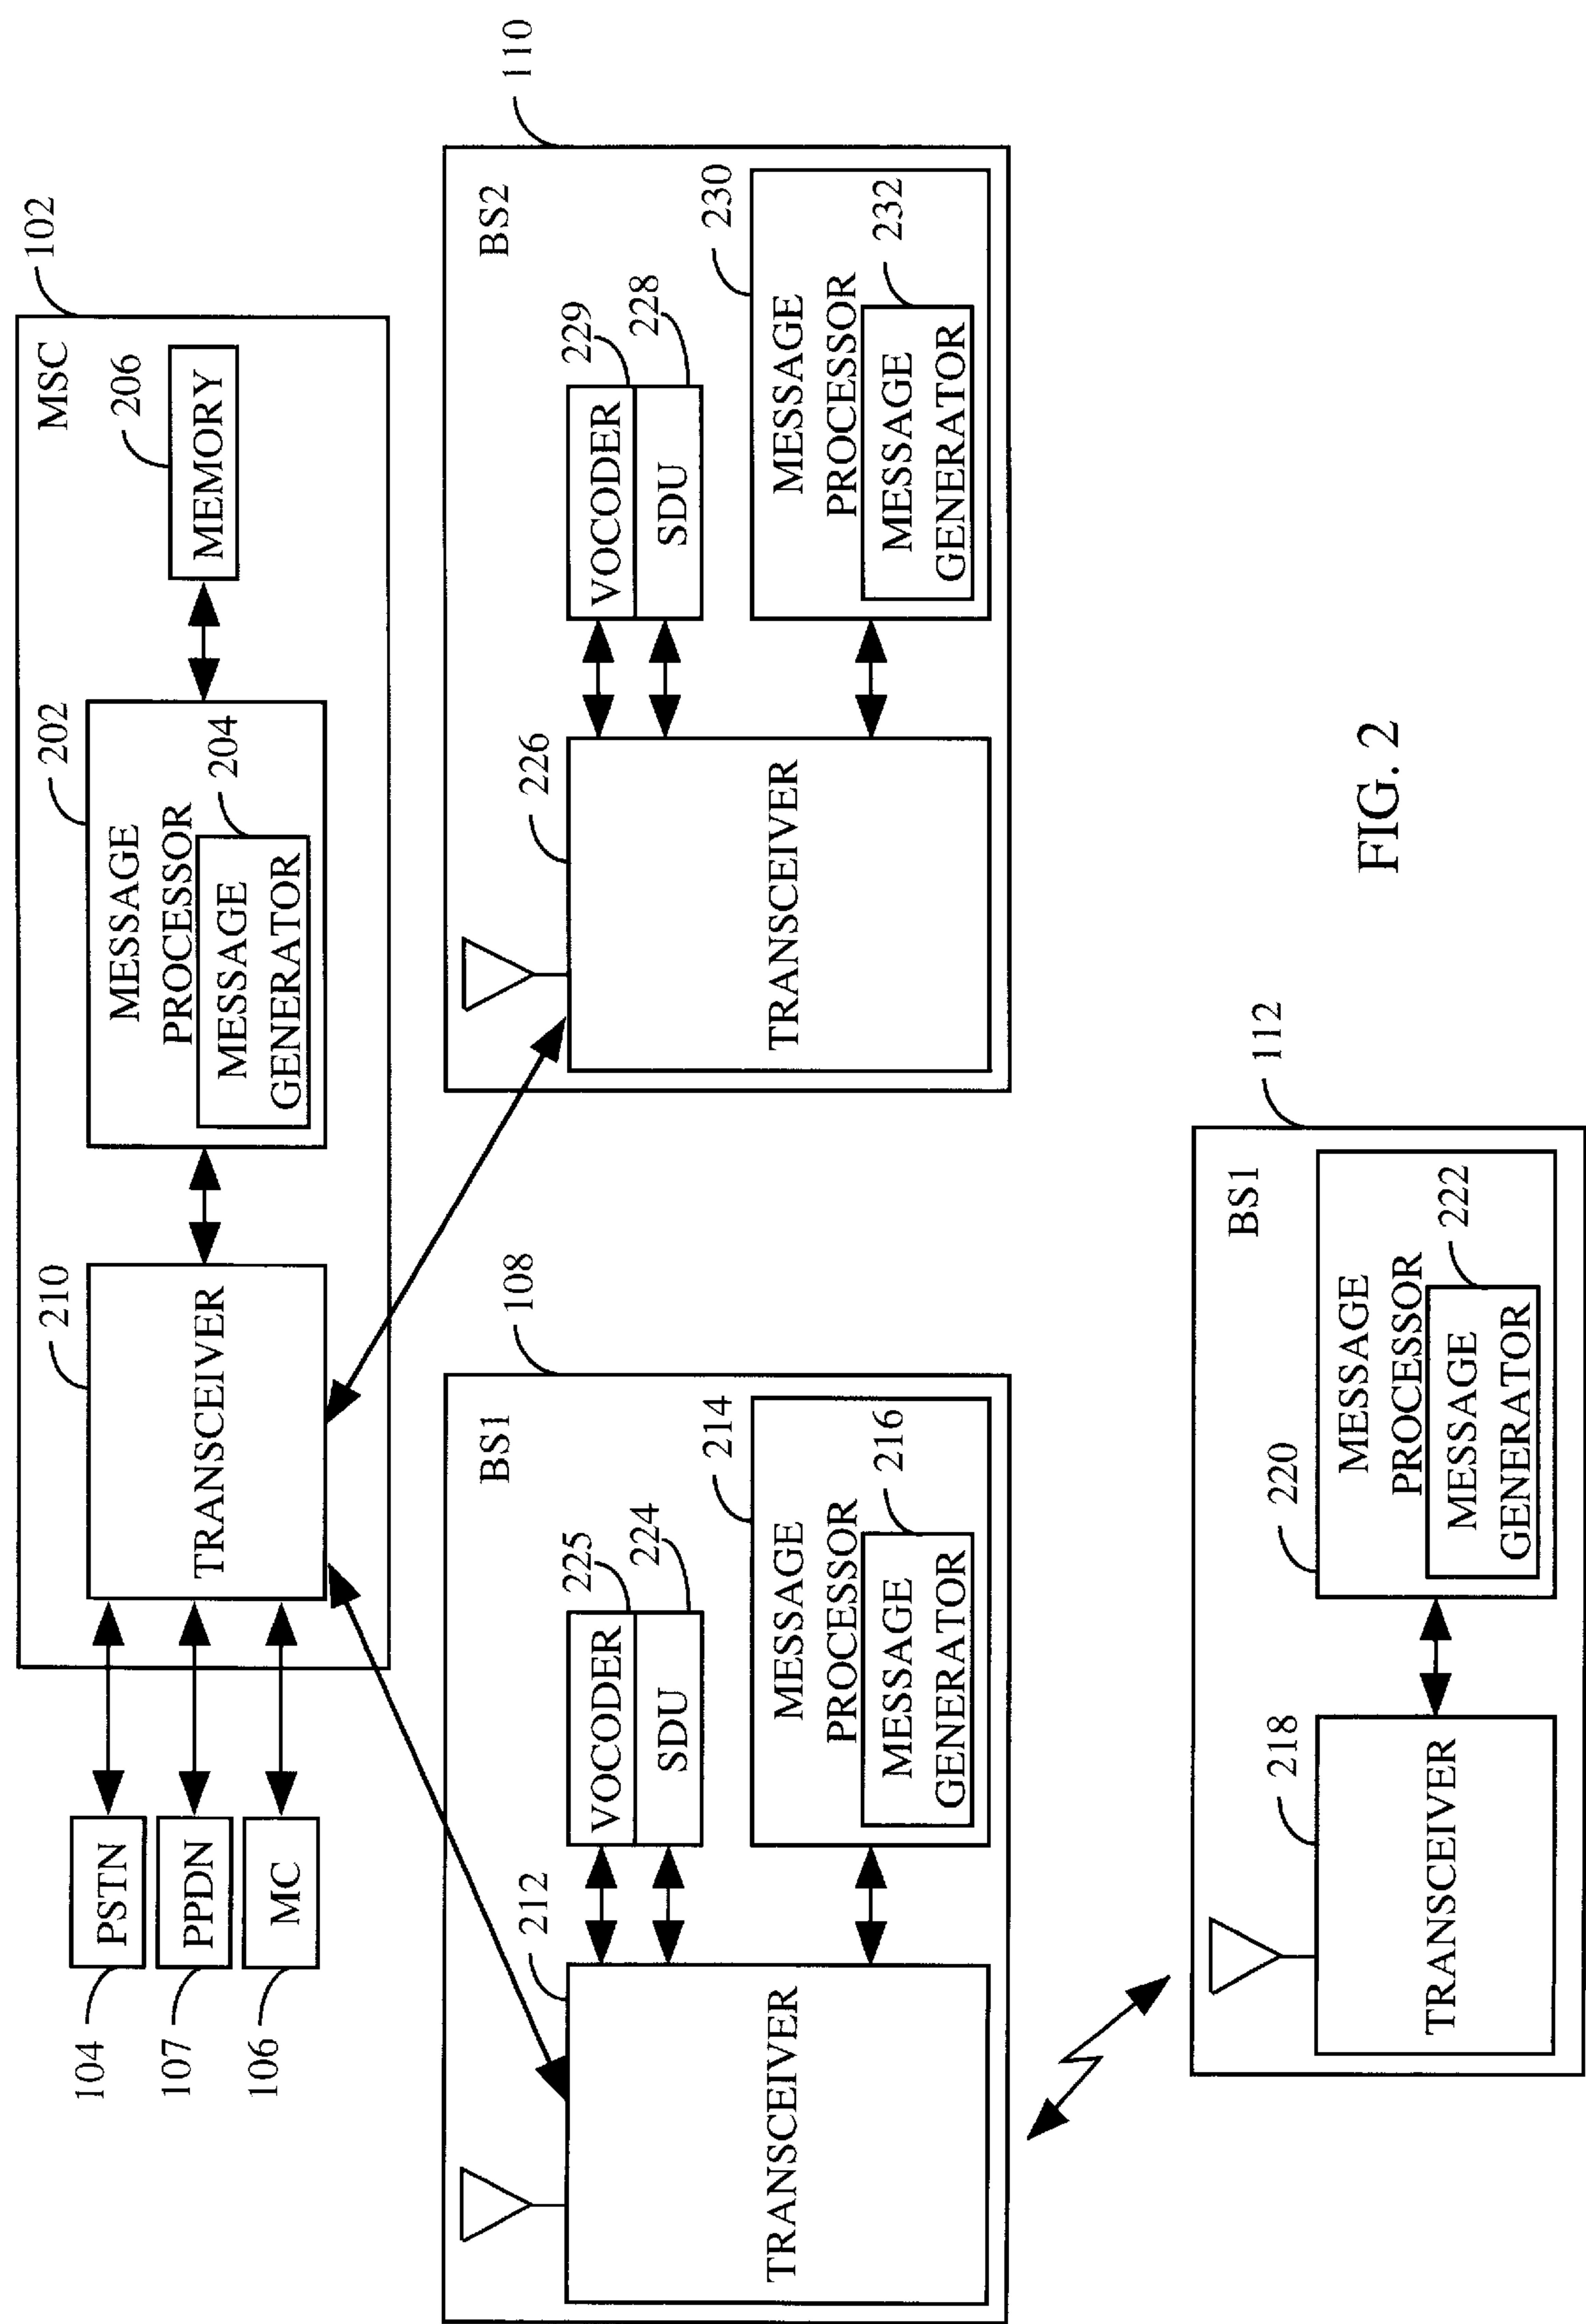 102
MSC
202
206
210
MESSAGE
PROCESSOR
204
MEMORY
TRANSCEIVER
MESSAGE
GENERATOR
104
PSTN
107
PPDN
106
MC
108
BS1
212
225
VOCODER
224
SDU
TRANSCEIVER
214
MESSAGE
PROCESSOR
216
MESSAGE
GENERATOR
110
BS2
226
229
VOCODER
228
SDU
TRANSCEIVER
230
MESSAGE
PROCESSOR
232
MESSAGE
GENERATOR
112
BS1
218
220
TRANSCEIVER
MESSAGE
PROCESSOR
222
MESSAGE
GENERATOR
FIG. 2